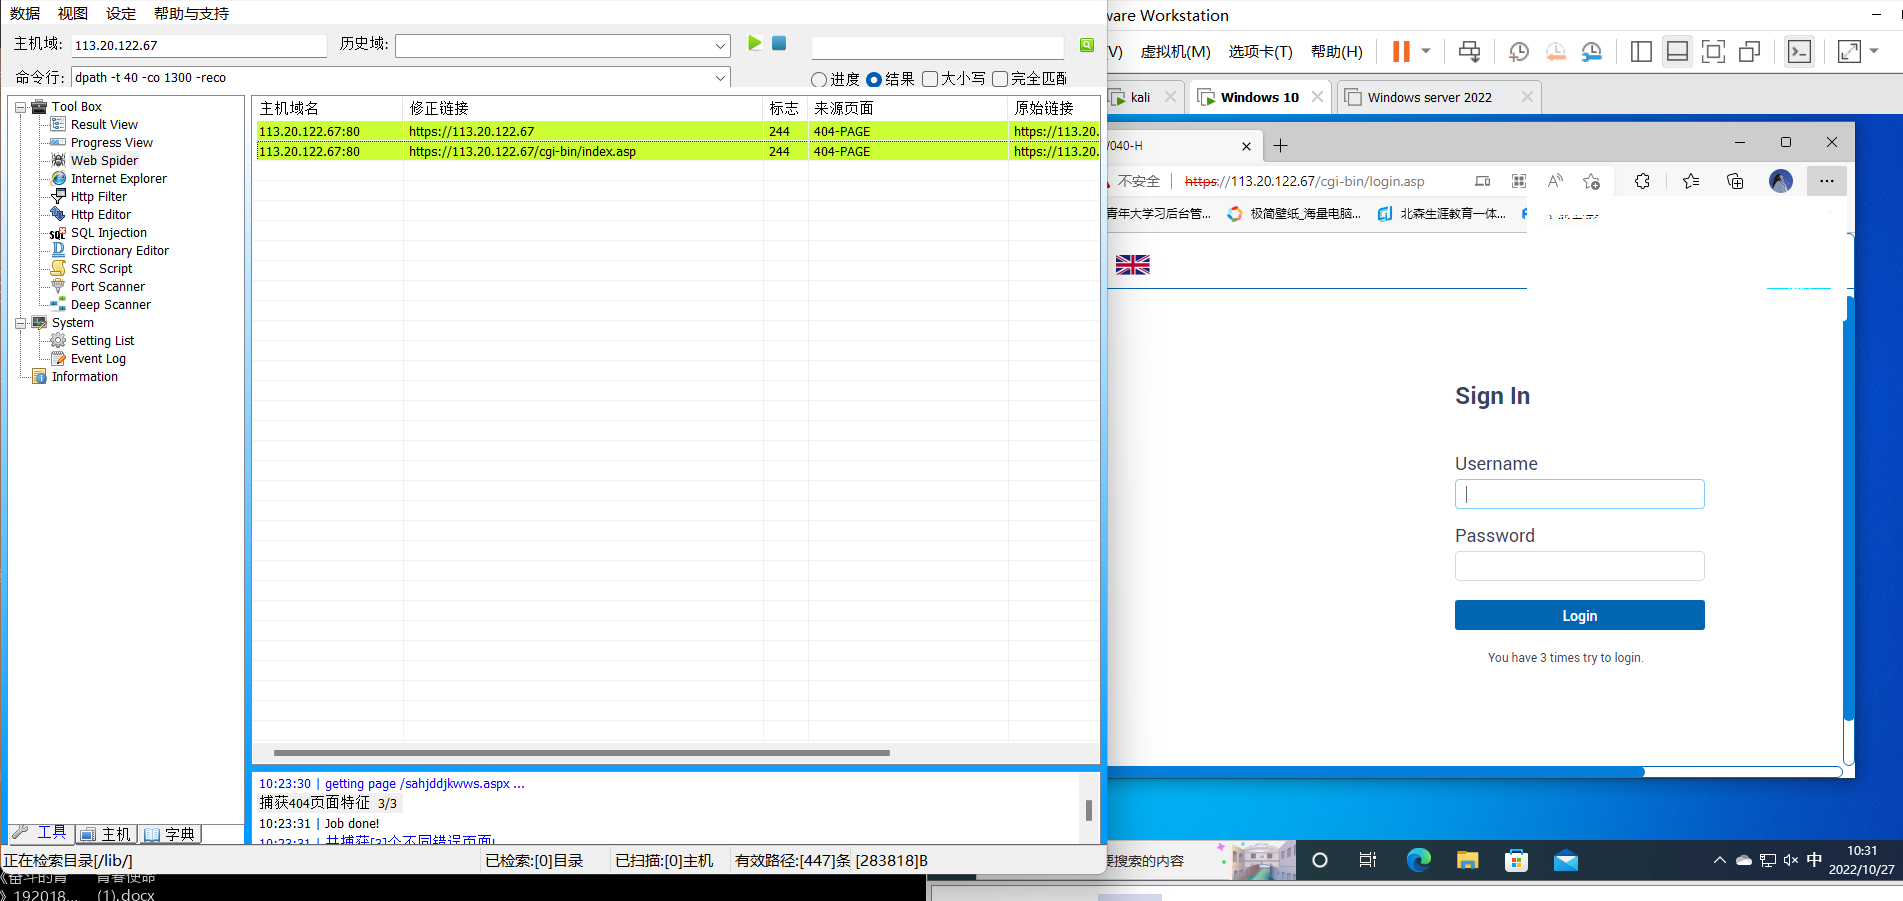 数据 视图 设定 帮助与支持
主机域: 113.20.122.67 历史域:
命令行: dpath -t 40 -co 1300 -reco
进度 结果 大小写 完全匹配
Tool Box
Result View
Progress View
Web Spider
Internet Explorer
Http Filter
Http Editor
SQL Injection
Dirctionary Editor
SRC Script
Port Scanner
Deep Scanner
System
Setting List
Event Log
Information
工具 主机 字典
主机域名 修正链接 标志 来源页面 原始链接
113.20.122.67:80 https://113.20.122.67 244 404-PAGE https://113.20.
113.20.122.67:80 https://113.20.122.67/cgi-bin/index.asp 244 404-PAGE https://113.20.
10:23:30 | getting page /sahjddjkwws.aspx ...
捕获404页面特征 3/3
10:23:31 | Job done!
10:23:31 | 共捕获[3]个不同错误页面!
正在检索目录[/lib/] 已检索:[0]目录 已扫描:[0]主机 有效路径:[447]条 [283818]B
《奋斗的青 青春使命
》192018... (1).docx
ware Workstation
(V) 虚拟机(M) 选项卡(T) 帮助(H)
kali Windows 10 Windows server 2022
/040-H
不安全 https://113.20.122.67/cgi-bin/login.asp
青年大学习后台管... 极简壁纸_海量电脑... 北森生涯教育一体...
Sign In
Username
Password
Login
You have 3 times try to login.
要搜索的内容
中 10:31
2022/10/27